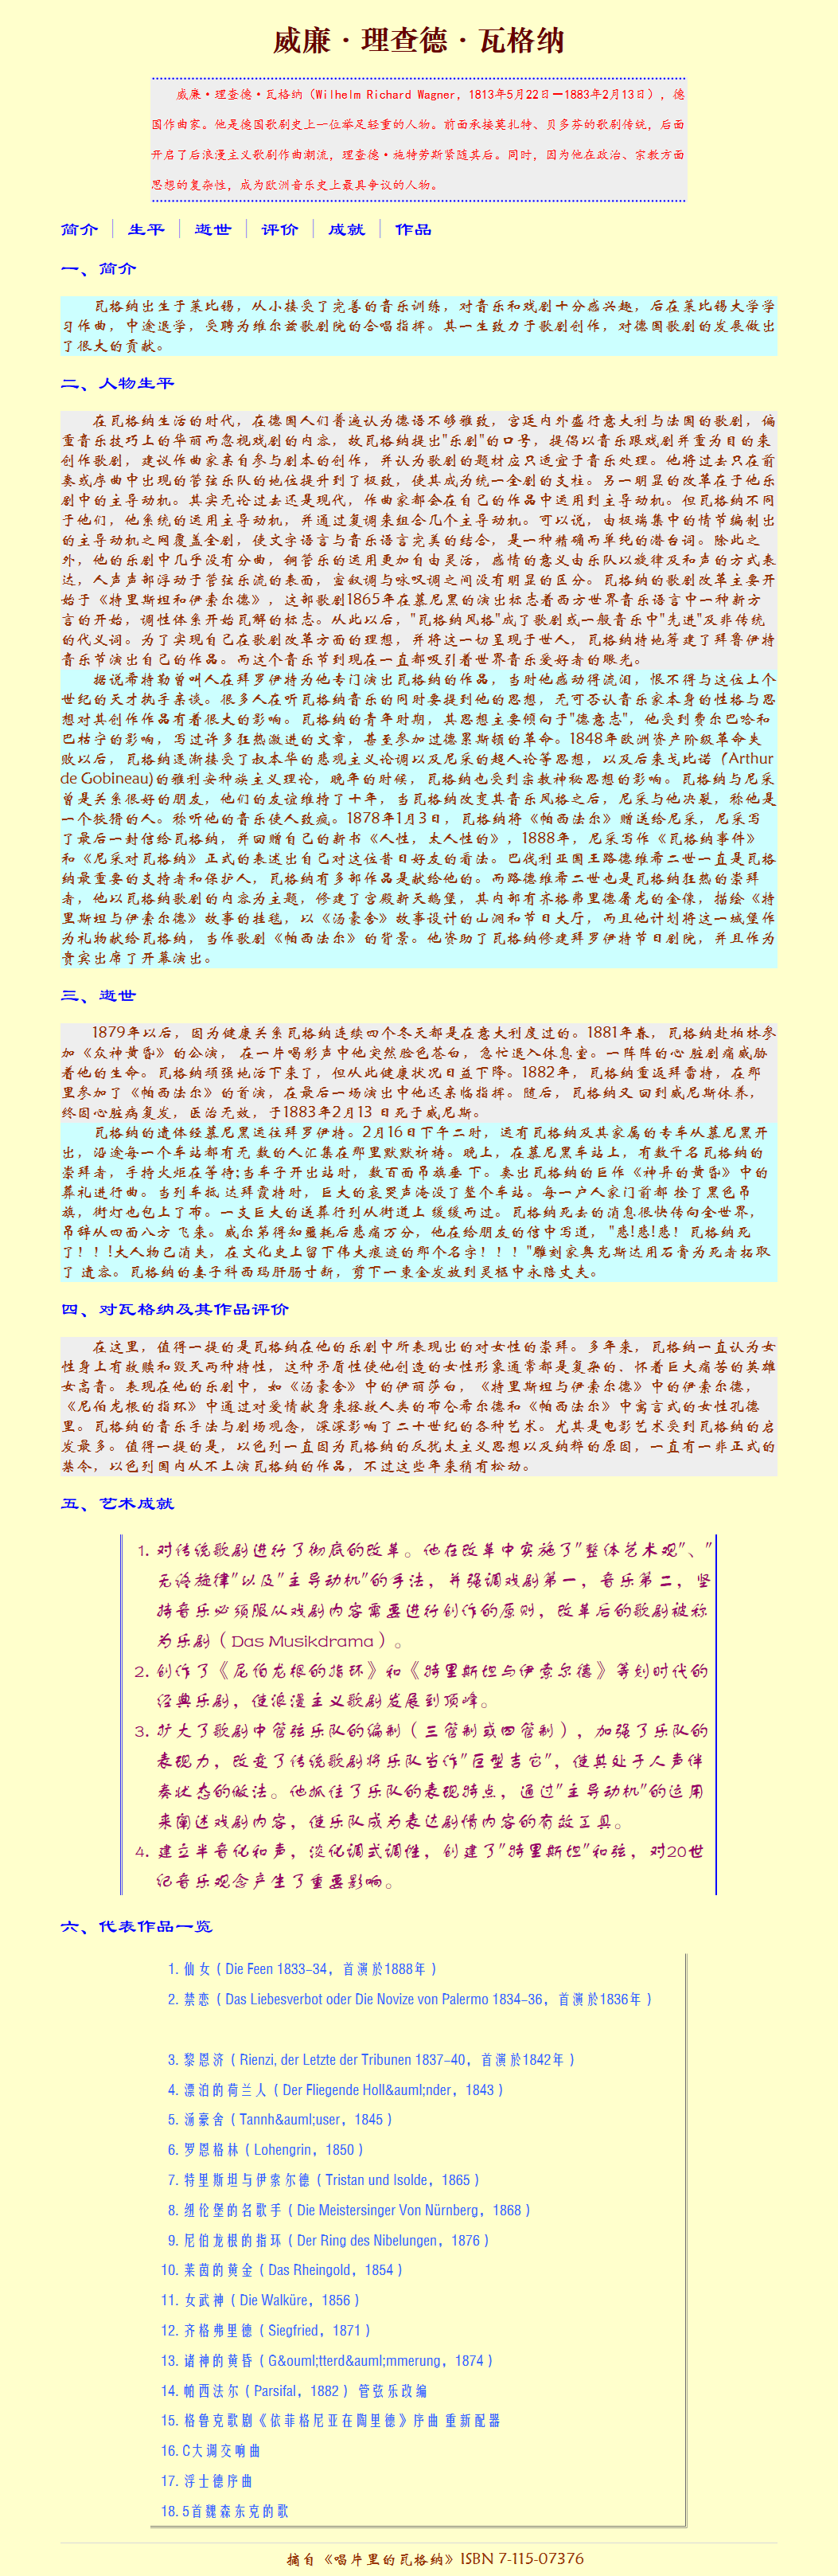 威廉·理查德·瓦格纳
威廉·理查德·瓦格纳（Wilhelm Richard Wagner，1813年5月22日－1883年2月13日），德
国作曲家。他是德国歌剧史上一位举足轻重的人物。前面承接莫扎特、贝多芬的歌剧传统，后面
开启了后浪漫主义歌剧作曲潮流，理查德·施特劳斯紧随其后。同时，因为他在政治、宗教方面
思想的复杂性，成为欧洲音乐史上最具争议的人物。
简介 生平 逝世 评价 成就 作品
一、简介
瓦格纳出生于莱比锡，从小接受了完善的音乐训练，对音乐和戏剧十分感兴趣，后在莱比锡大学学
习作曲，中途退学，受聘为维尔兹歌剧院的合唱指挥。其一生致力于歌剧创作，对德国歌剧的发展做出
了很大的贡献。
二、人物生平
在瓦格纳生活的时代，在德国人们普遍认为德语不够雅致，宫廷内外盛行意大利与法国的歌剧，偏
重音乐技巧上的华丽而忽视戏剧的内容，故瓦格纳提出"乐剧"的口号，提倡以音乐跟戏剧并重为目的来
创作歌剧，建议作曲家亲自参与剧本的创作，并认为歌剧的题材应只适宜于音乐处理。他将过去只在前
奏或序曲中出现的管弦乐队的地位提升到了极致，使其成为统一全剧的支柱。另一明显的改革在于他乐
剧中的主导动机。其实无论过去还是现代，作曲家都会在自己的作品中运用到主导动机。但瓦格纳不同
于他们，他系统的运用主导动机，并通过复调来组合几个主导动机。可以说，由极端集中的情节编制出
的主导动机之网覆盖全剧，使文字语言与音乐语言完美的结合，是一种精确而单纯的潜台词。除此之
外，他的乐剧中几乎没有分曲，铜管乐的运用更加自由灵活，感情的意义由乐队以旋律及和声的方式表
达，人声声部浮动于管弦乐流的表面，宣叙调与咏叹调之间没有明显的区分。瓦格纳的歌剧改革主要开
始于《特里斯坦和伊索尔德》，这部歌剧1865年在慕尼黑的演出标志着西方世界音乐语言中一种新方
言的开始，调性体系开始瓦解的标志。从此以后，"瓦格纳风格"成了歌剧或一般音乐中"先进"及非传统
的代义词。为了实现自己在歌剧改革方面的理想，并将这一切呈现于世人，瓦格纳特地筹建了拜鲁伊特
音乐节演出自己的作品。而这个音乐节到现在一直都吸引着世界音乐爱好者的眼光。
据说希特勒曾叫人在拜罗伊特为他专门演出瓦格纳的作品，当时他感动得流泪，恨不得与这位上个
世纪的天才执手亲谈。很多人在听瓦格纳音乐的同时要提到他的思想，无可否认音乐家本身的性格与思
想对其创作作品有着很大的影响。瓦格纳的青年时期，其思想主要倾向于"德意志"，他受到费尔巴哈和
巴枯宁的影响，写过许多狂热激进的文章，甚至参加过德累斯顿的革命。1848年欧洲资产阶级革命失
败以后，瓦格纳逐渐接受了叔本华的悲观主义论调以及尼采的超人论等思想，以及后来戈比诺（Arthur
de Gobineau)的雅利安种族主义理论，晚年的时候，瓦格纳也受到宗教神秘思想的影响。瓦格纳与尼采
曾是关系很好的朋友，他们的友谊维持了十年，当瓦格纳改变其音乐风格之后，尼采与他决裂，称他是
一个狡猾的人。称听他的音乐使人致疯。1878年1月3日，瓦格纳将《帕西法尔》赠送给尼采，尼采写
了最后一封信给瓦格纳，并回赠自己的新书《人性，太人性的》，1888年，尼采写作《瓦格纳事件》
和《尼采对瓦格纳》正式的表述出自己对这位昔日好友的看法。巴伐利亚国王路德维希二世一直是瓦格
纳最重要的支持者和保护人，瓦格纳有多部作品是献给他的。而路德维希二世也是瓦格纳狂热的崇拜
者，他以瓦格纳歌剧的内容为主题，修建了宫殿新天鹅堡，其内部有齐格弗里德屠龙的金像，描绘《特
里斯坦与伊索尔德》故事的挂毯，以《汤豪舍》故事设计的山洞和节日大厅，而且他计划将这一城堡作
为礼物献给瓦格纳，当作歌剧《帕西法尔》的背景。他资助了瓦格纳修建拜罗伊特节日剧院，并且作为
贵宾出席了开幕演出。
三、逝世
1879年以后，因为健康关系瓦格纳连续四个冬天都是在意大利度过的。1881年春，瓦格纳赴柏林参
加《众神黄昏》的公演， 在一片喝彩声中他突然脸色苍白，急忙退入休息室。一阵阵的心 脏剧痛威胁
着他的生命。瓦格纳顽强地活下来了，但从此健康状况日益下降。1882年，瓦格纳重返拜雷特，在那
里参加了《帕西法尔》的首演，在最后一场演出中他还亲临指挥。随后，瓦格纳又 回到威尼斯休养，
终因心脏病复发，医治无效，于1883年2月13 日死于威尼斯。
瓦格纳的遗体经慕尼黑运往拜罗伊特。2月16日下午二时，运有瓦格纳及其家属的专车从慕尼黑开
出，沿途每一个车站都有无 数的人汇集在那里默默祈祷。晚上，在慕尼黑车站上，有数千名瓦格纳的
崇拜者，手持火炬在等待;当车子开出站时，数百面吊旗垂 下。奏出瓦格纳的巨作《神异的黄昏》中的
葬礼进行曲。当列车抵 达拜霞特时，巨大的哀哭声淹没了整个车站。每一户人家门前都 拴了黑色吊
旗，街灯也包上了布。一支巨大的送葬行列从街道上 缓缓而过。瓦格纳死去的消息很快传向全世界，
吊辞从四面八方 飞来。威尔第得知噩耗后悲痛万分，他在给朋友的信中写道，"悲!悲!悲！瓦格纳死
了！！!大人物己消失，在文化史上留下伟大痕迹的那个名字！！！"雕刻家奥克斯达用石膏为死者拓取
了 遗容。瓦格纳的妻子科西玛肝肠寸断，剪下一束金发放到灵柩中永陪丈夫。
四、对瓦格纳及其作品评价
在这里，值得一提的是瓦格纳在他的乐剧中所表现出的对女性的崇拜。多年来，瓦格纳一直认为女
性身上有救赎和毁灭两种特性，这种矛盾性使他创造的女性形象通常都是复杂的、怀着巨大痛苦的英雄
女高音。表现在他的乐剧中，如《汤豪舍》中的伊丽莎白，《特里斯坦与伊索尔德》中的伊索尔德，
《尼伯龙根的指环》中通过对爱情献身来拯救人类的布仑希尔德和《帕西法尔》中寓言式的女性孔德
里。瓦格纳的音乐手法与剧场观念，深深影响了二十世纪的各种艺术。尤其是电影艺术受到瓦格纳的启
发最多。值得一提的是，以色列一直因为瓦格纳的反犹太主义思想以及纳粹的原因，一直有一非正式的
禁令，以色列国内从不上演瓦格纳的作品，不过这些年来稍有松动。
五、艺术成就
1. 对传统歌剧进行了彻底的改革。他在改革中实施了"整体艺术观"、"
无终旋律"以及"主导动机"的手法，并强调戏剧第一，音乐第二，坚
持音乐必须服从戏剧内容需要进行创作的原则，改革后的歌剧被称
为乐剧（Das Musikdrama）。
2. 创作了《尼伯龙根的指环》和《特里斯坦与伊索尔德》等划时代的
经典乐剧，使浪漫主义歌剧发展到顶峰。
3. 扩大了歌剧中管弦乐队的编制（三管制或四管制），加强了乐队的
表现力，改变了传统歌剧将乐队当作"巨型吉它"，使其处于人声伴
奏状态的做法。他抓住了乐队的表现特点，通过"主导动机"的运用
来阐述戏剧内容，使乐队成为表达剧情内容的有效工具。
4. 建立半音化和声，淡化调式调性，创建了"特里斯坦"和弦，对20世
纪音乐观念产生了重要影响。
六、代表作品一览
1. 仙女（Die Feen 1833-34，首演於1888年）
2. 禁恋（Das Liebesverbot oder Die Novize von Palermo 1834-36，首演於1836年）
3. 黎恩济（Rienzi, der Letzte der Tribunen 1837-40，首演於1842年）
4. 漂泊的荷兰人（Der Fliegende Holl&auml;nder，1843）
5. 汤豪舍（Tannh&auml;user，1845）
6. 罗恩格林（Lohengrin，1850）
7. 特里斯坦与伊索尔德（Tristan und Isolde，1865）
8. 纽伦堡的名歌手（Die Meistersinger Von Nürnberg，1868）
9. 尼伯龙根的指环（Der Ring des Nibelungen，1876）
10. 莱茵的黄金（Das Rheingold，1854）
11. 女武神（Die Walküre，1856）
12. 齐格弗里德（Siegfried，1871）
13. 诸神的黄昏（G&ouml;tterd&auml;mmerung，1874）
14. 帕西法尔（Parsifal，1882） 管弦乐改编
15. 格鲁克歌剧《依菲格尼亚在陶里德》序曲 重新配器
16. C大调交响曲
17. 浮士德序曲
18. 5首魏森东克的歌
摘自《唱片里的瓦格纳》ISBN 7-115-07376